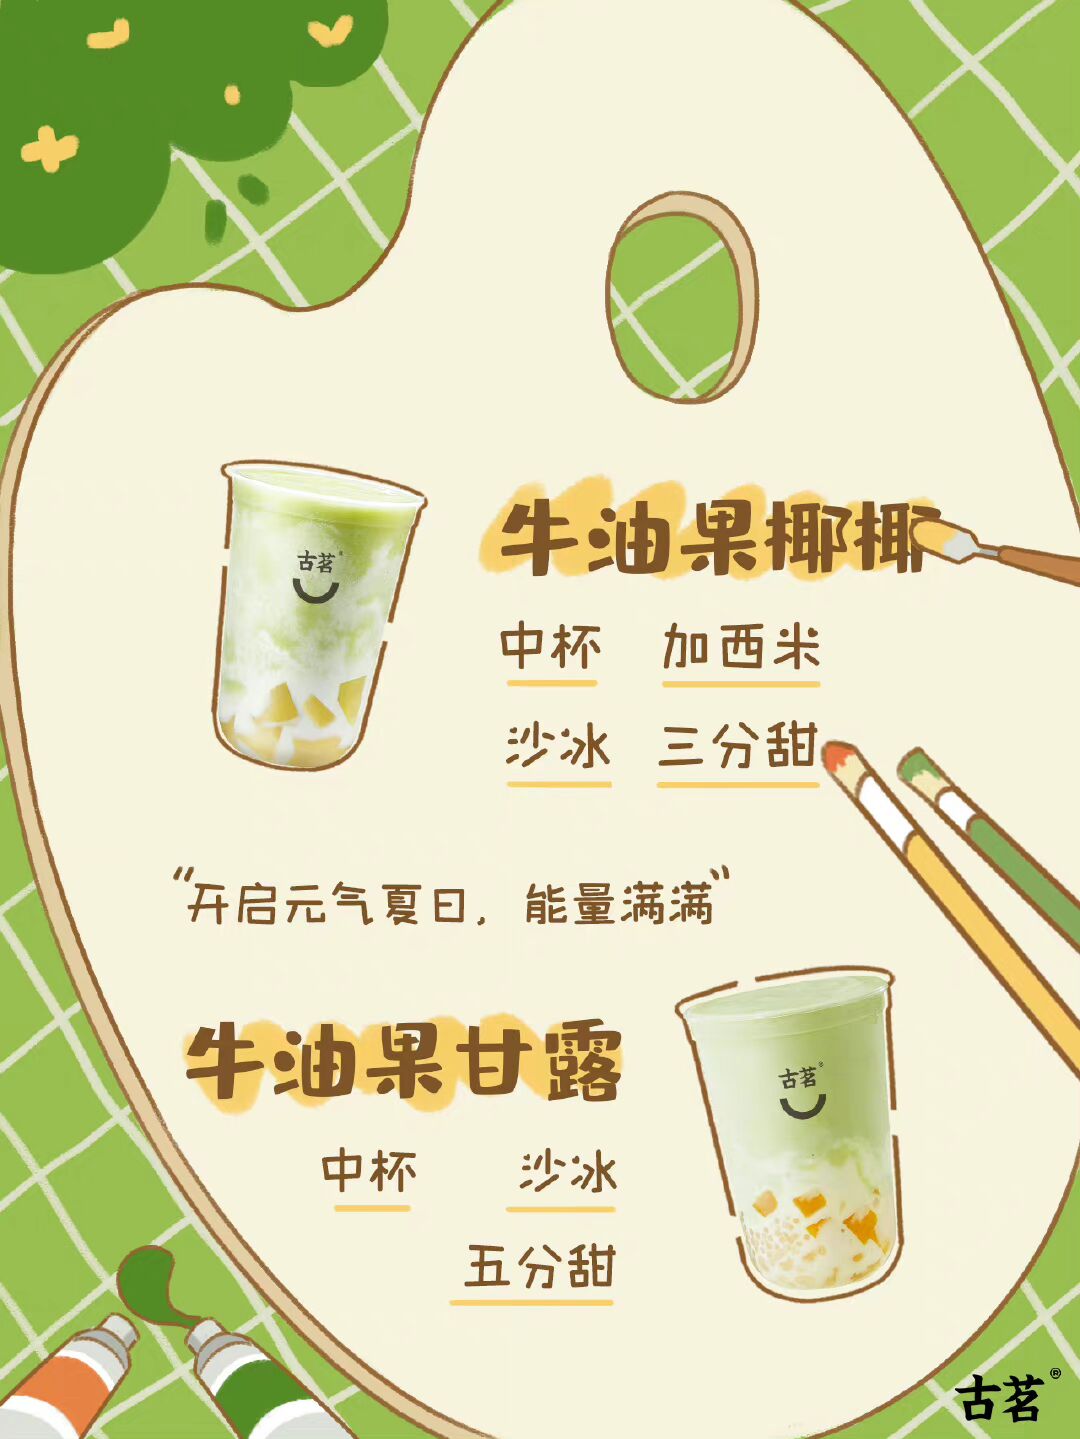 古茗®
牛油果椰椰
中杯 加西米
沙冰 三分甜
“开启元气夏日，能量满满”
牛油果甘露
古茗®
中杯 沙冰
五分甜
古茗®